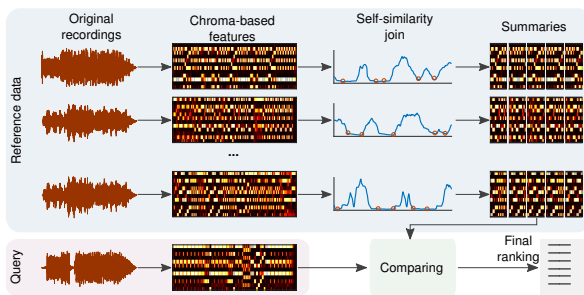 Original
recordings
Chroma-based
features
Self-similarity
join
Summaries
Reference data
...
Query
Comparing
Final
ranking